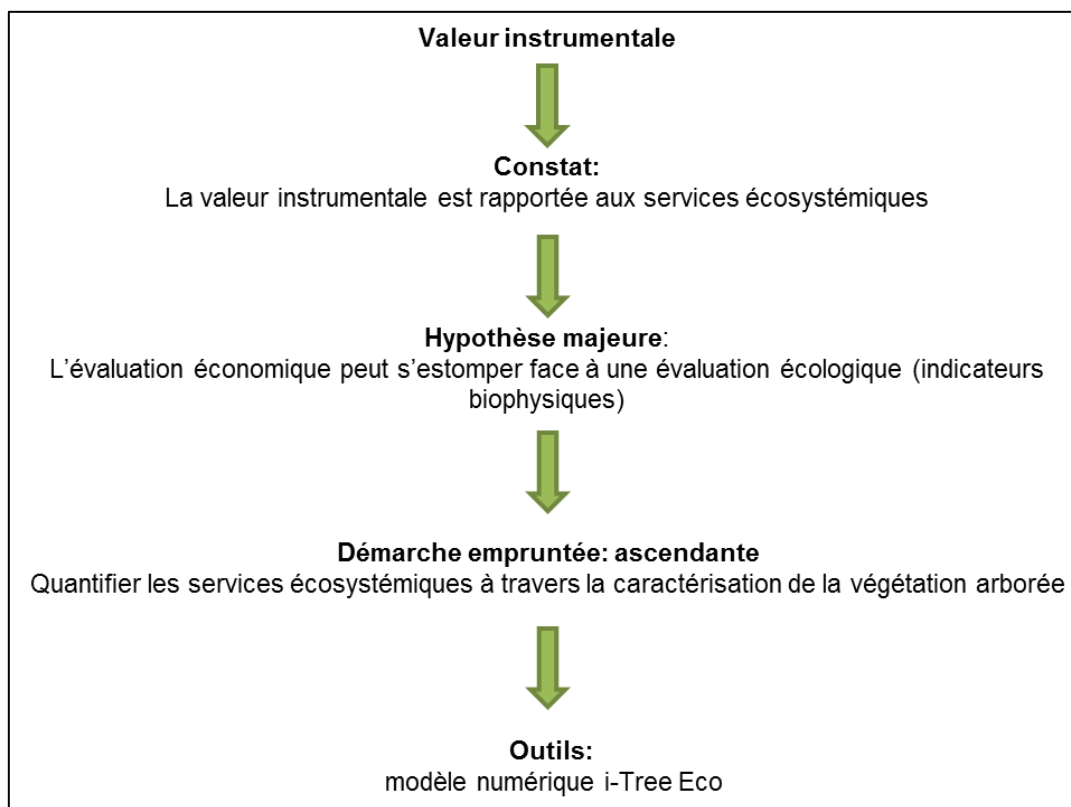 Valeur instrumentale
Constat:
La valeur instrumentale est rapportée aux services écosystémiques
Hypothèse majeure:
L’évaluation économique peut s’estomper face à une évaluation écologique (indicateurs
biophysiques)
Démarche empruntée: ascendante
Quantifier les services écosystémiques à travers la caractérisation de la végétation arborée
Outils:
modèle numérique i-Tree Eco